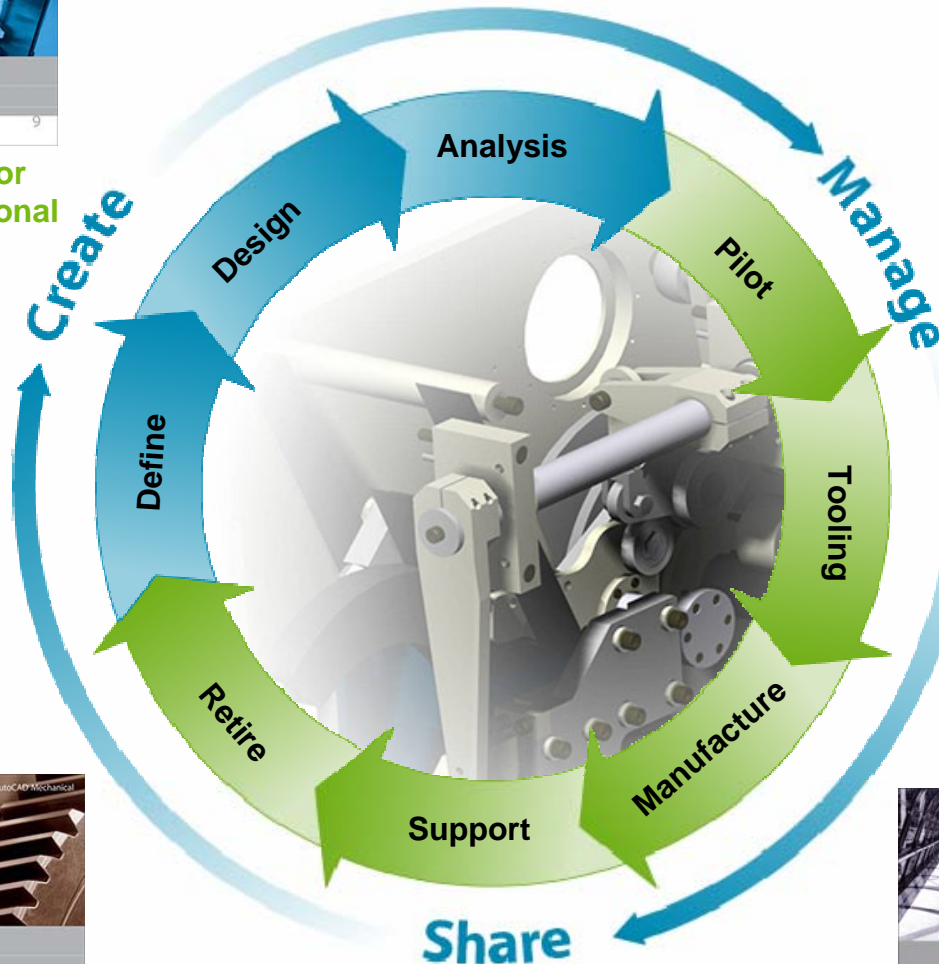 9
or
onal
Create
Manage
Share
Analysis
Pilot
Tooling
Manufacture
Support
Retire
Define
Design
utoCAD Mechanical